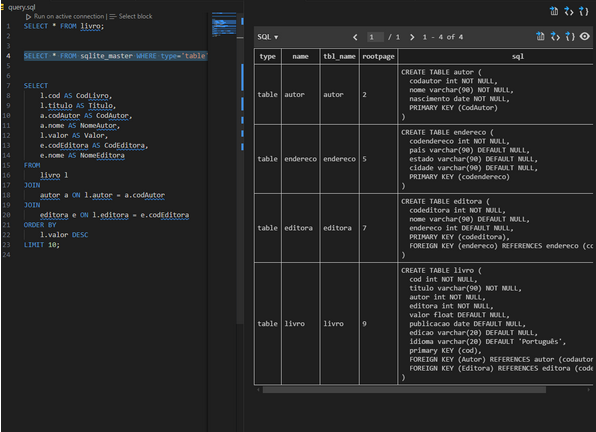 query.sql
Run on active connection | Select block
1 SELECT * FROM livro;
2
3
4 SELECT * FROM sqlite_master WHERE type='table'
5
6
7 SELECT
8 l.cod AS CodLivro,
9 l.titulo AS Titulo,
10 a.codAutor AS CodAutor,
11 a.nome AS NomeAutor,
12 l.valor AS Valor,
13 e.codEditora AS CodEditora,
14 e.nome AS NomeEditora
15 FROM
16 livro l
17 JOIN
18 autor a ON l.autor = a.codAutor
19 JOIN
20 editora e ON l.editora = e.codEditora
21 ORDER BY
22 l.valor DESC
23 LIMIT 10;
SQL
1 / 1
1 - 4 of 4
type name tbl_name rootpage sql
table autor autor 2
CREATE TABLE autor (
codautor int NOT NULL,
nome varchar(90) NOT NULL,
nascimento date NOT NULL,
PRIMARY KEY (CodAutor)
)
table endereco endereco 5
CREATE TABLE endereco (
codendereco int NOT NULL,
pais varchar(90) DEFAULT NULL,
estado varchar(90) DEFAULT NULL,
cidade varchar(90) DEFAULT NULL,
PRIMARY KEY (codendereco)
)
table editora editora 7
CREATE TABLE editora (
codeditora int NOT NULL,
nome varchar(90) DEFAULT NULL,
endereco int DEFAULT NULL,
PRIMARY KEY (codeditora),
FOREIGN KEY (endereco) REFERENCES endereco (co
)
table livro livro 9
CREATE TABLE livro (
cod int NOT NULL,
titulo varchar(90) NOT NULL,
autor int NOT NULL,
editora int NOT NULL,
valor float DEFAULT NULL,
publicacao date DEFAULT NULL,
edicao varchar(20) DEFAULT NULL,
idioma varchar(20) DEFAULT 'Português',
primary KEY (cod),
FOREIGN KEY (Autor) REFERENCES autor (codautor
FOREIGN KEY (Editora) REFERENCES editora (code
)